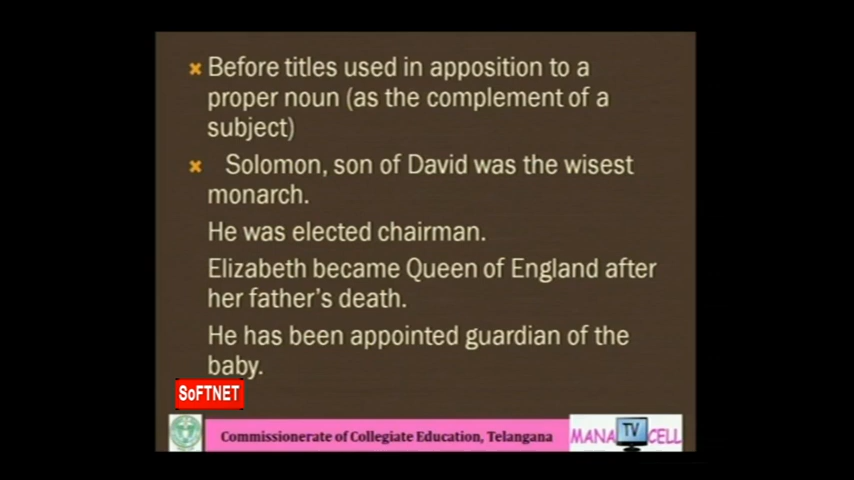 Before titles used in apposition to a
proper noun (as the complement of a
subject)
Solomon, son of David was the wisest
monarch.
He was elected chairman.
Elizabeth became Queen of England after
her father's death.
He has been appointed guardian of the
baby.
SoFTNET
Commissionerate of Collegiate Education, Telangana
MANA TV CELL